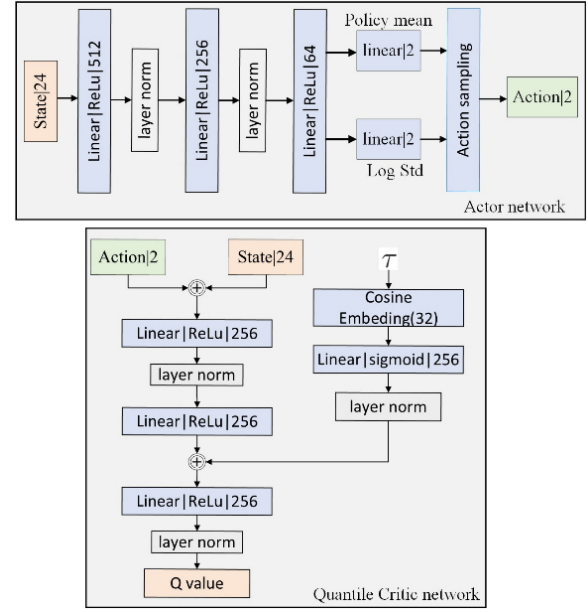 State|24
Linear|ReLu|512
layer norm
Linear|ReLu|256
layer norm
Linear|ReLu|64
Policy mean
linear|2
linear|2
Log Std
Action sampling
Action|2
Actor network
Action|2
State|24
Linear|ReLu|256
layer norm
Linear|ReLu|256
τ
Cosine
Embeding(32)
Linear|sigmoid|256
layer norm
Linear|ReLu|256
layer norm
Q value
Quantile Critic network